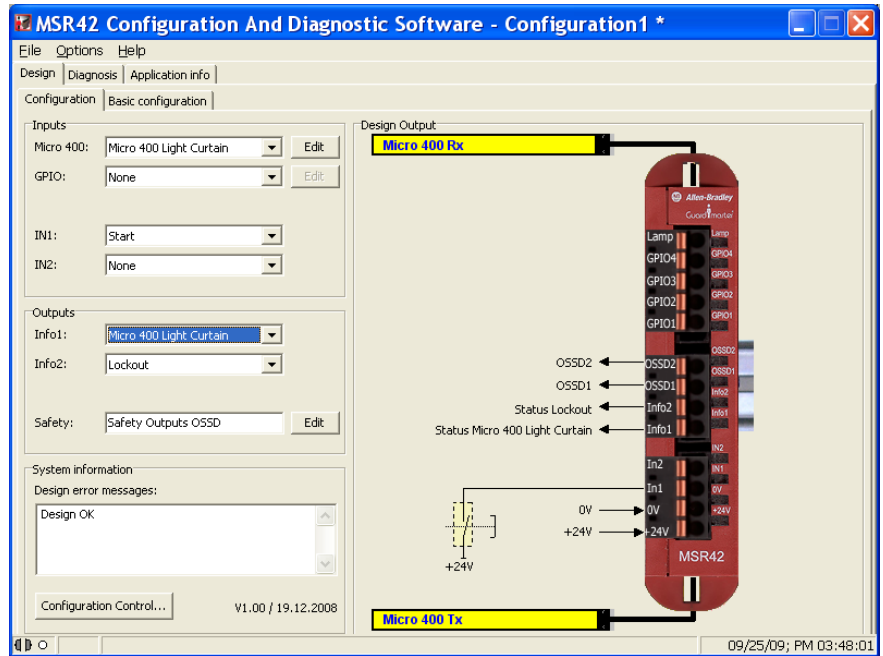 MSR42 Configuration And Diagnostic Software - Configuration1 *
File Options Help
Design Diagnosis Application info
Configuration Basic configuration
Inputs
Micro 400: Micro 400 Light Curtain Edit
GPIO: None Edit
IN1: Start
IN2: None
Outputs
Info1: Micro 400 Light Curtain
Info2: Lockout
Safety: Safety Outputs OSSD Edit
System information
Design error messages:
Design OK
Configuration Control... V1.00 / 19.12.2008
Design Output
Micro 400 Rx
Allen-Bradley
Guardmaster
Lamp Lamp
GPIO4 GPIO4
GPIO3 GPIO3
GPIO2 GPIO2
GPIO1 GPIO1
OSSD2
OSSD2 OSSD2
OSSD1
OSSD1 OSSD1
Info2
Status Lockout Info2
Info1
Status Micro 400 Light Curtain Info1
IN2
In2
IN1
In1
0V
0V 0V
+24V
+24V +24V
+24V
MSR42
Micro 400 Tx
09/25/09; PM 03:48:01